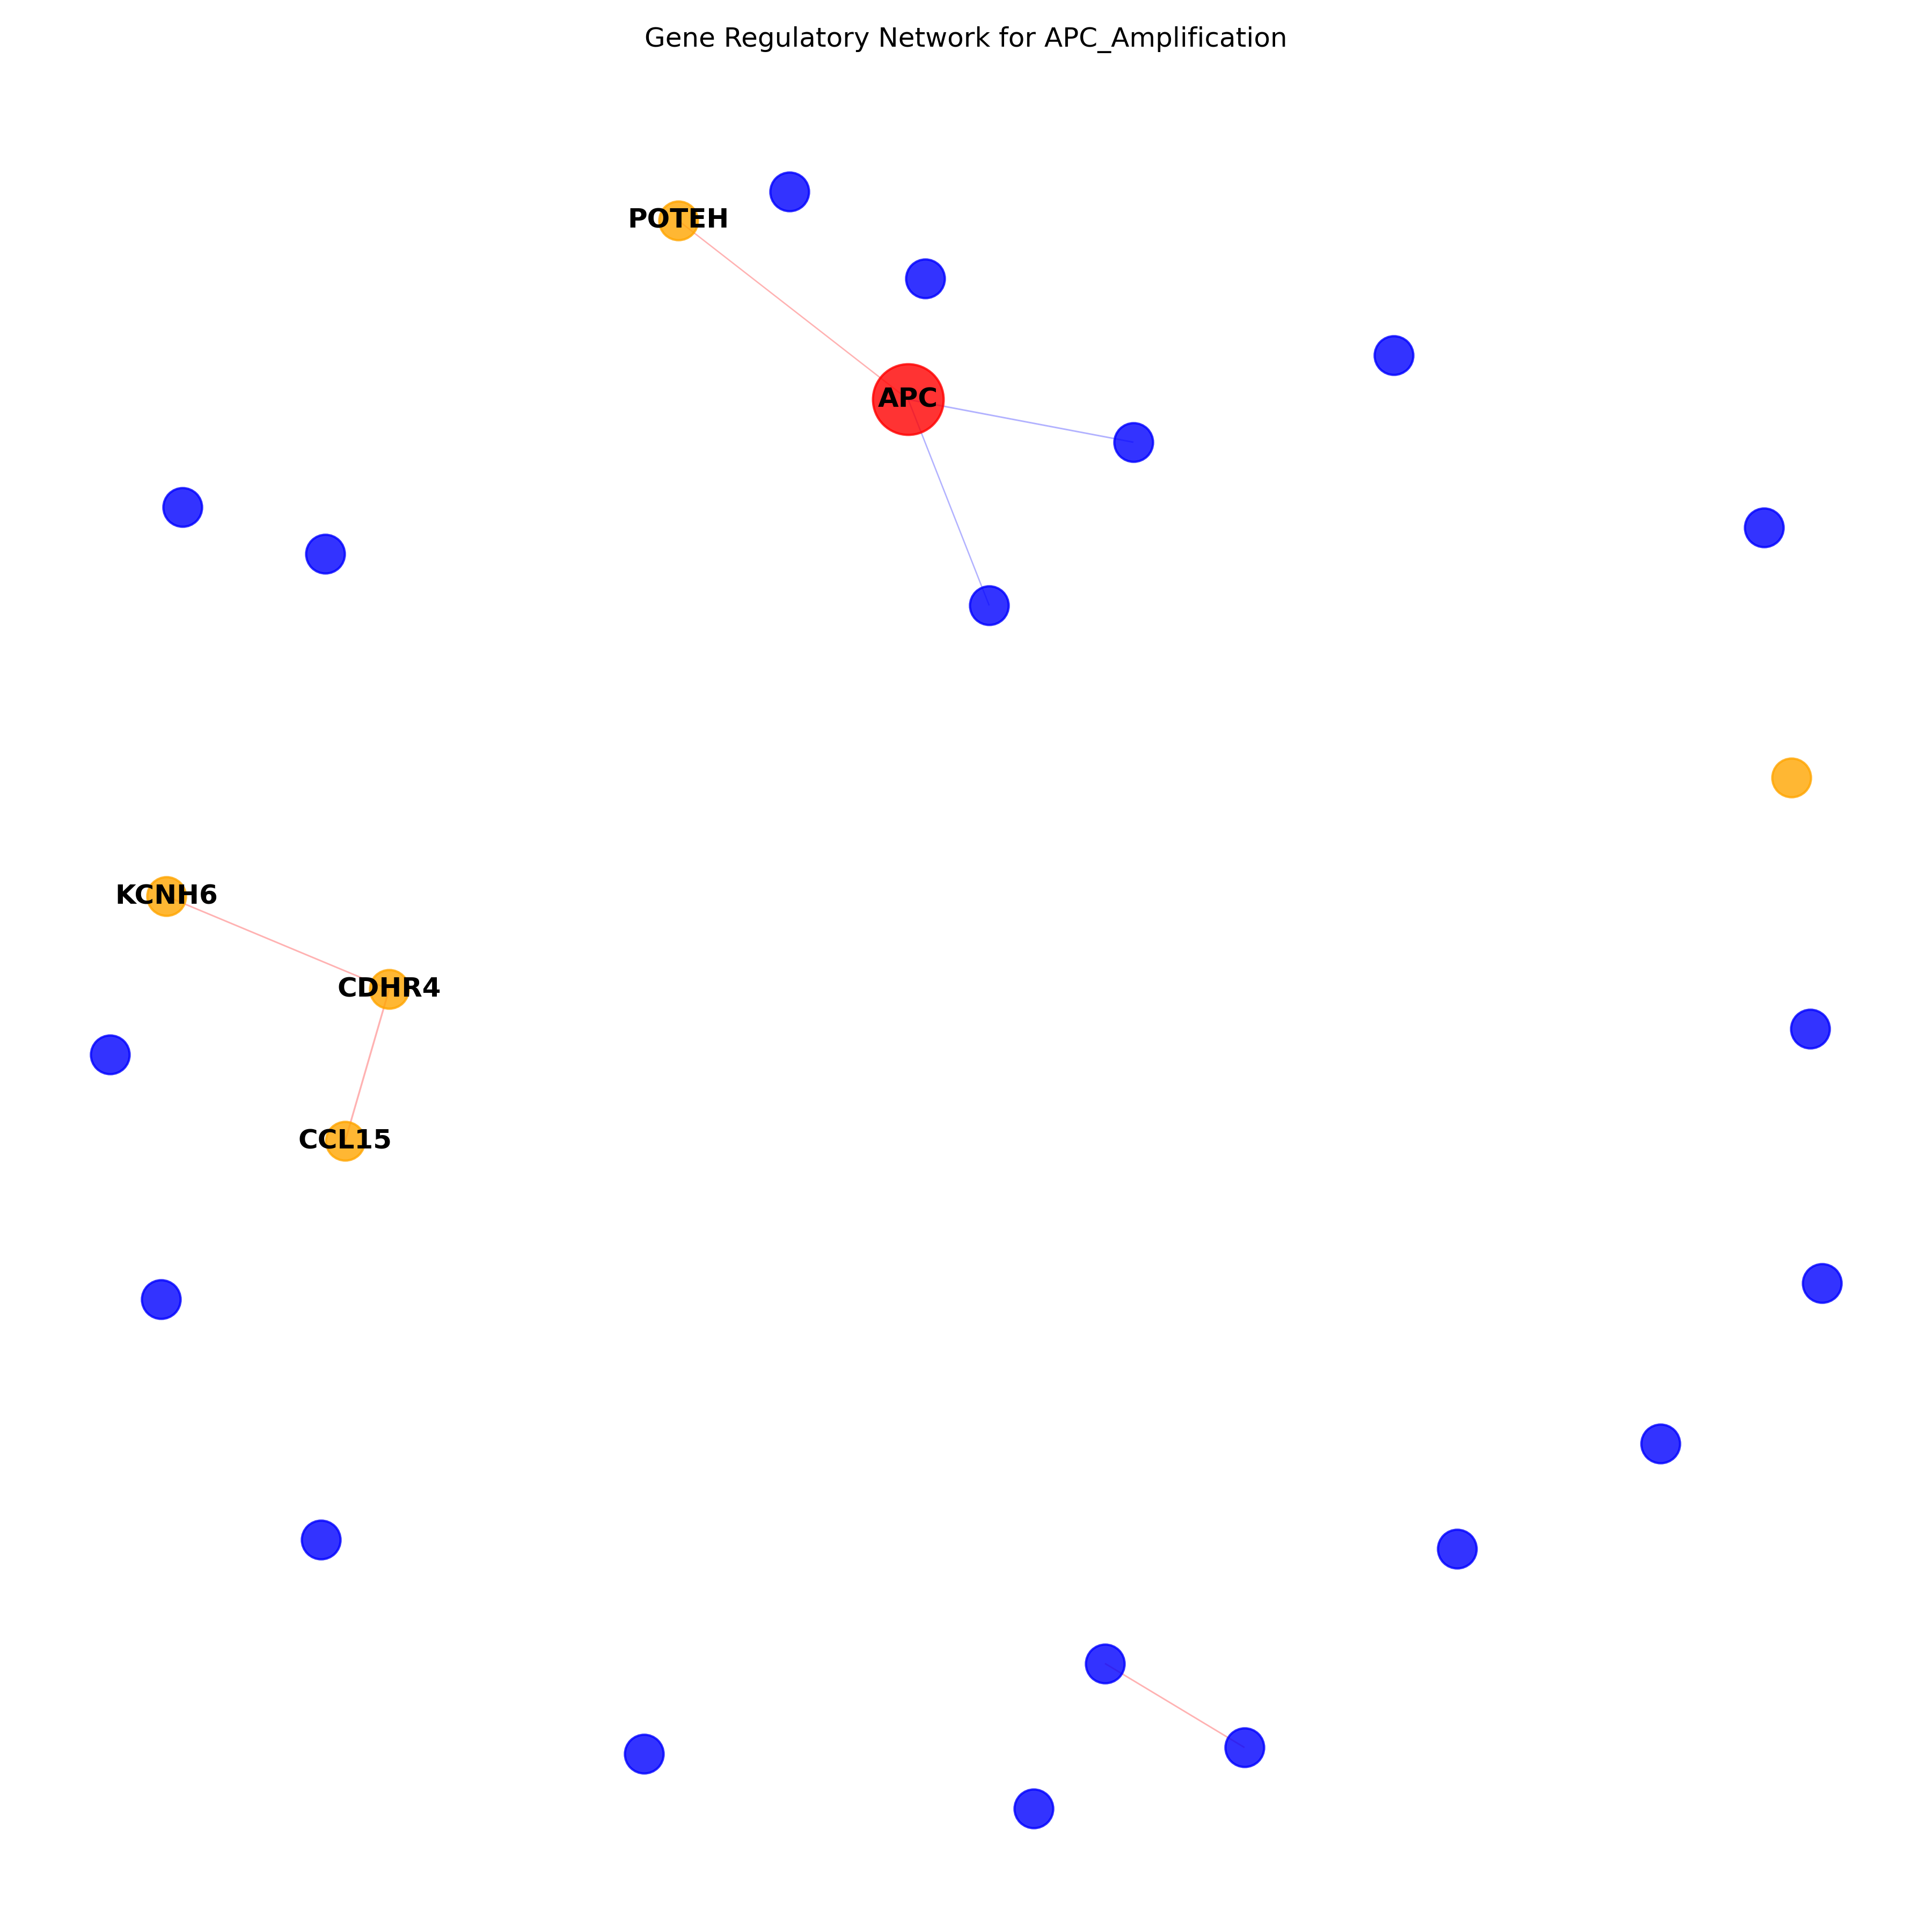 Gene Regulatory Network for APC_Amplification
POTEH
APC
KCNH6
CDHR4
CCL15